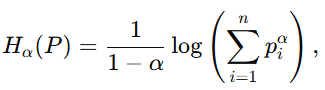 H_α(P) = \frac{1}{1 − α} \log \left( \sum_{i=1}^{n} p_i^α \right),